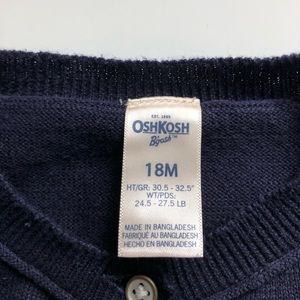 EST. 1895
OSHKOSH
B'gosh™
18M
HT/GR: 30.5 - 32.5"
WT/PDS:
24.5 - 27.5 LB
MADE IN BANGLADESH
FABRIQUÉ AU BANGLADESH
HECHO EN BANGLADESH